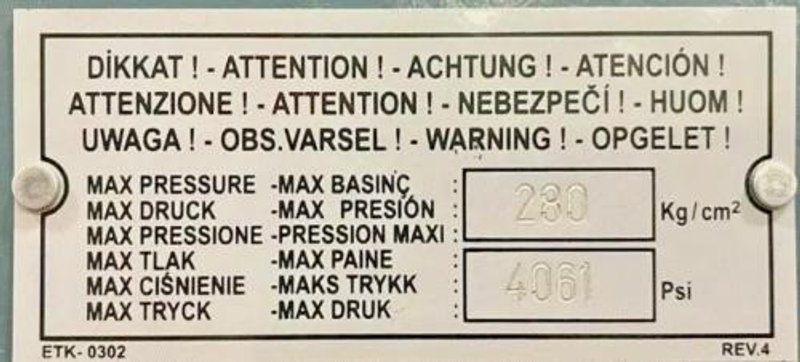 DİKKAT ! - ATTENTION ! - ACHTUNG ! - ATENCIÓN !
ATTENZIONE ! - ATTENTION ! - NEBEZPEČÍ ! - HUOM !
UWAGA ! - OBS.VARSEL ! - WARNING ! - OPGELET !
MAX PRESSURE -MAX BASINÇ : 280 Kg/cm²
MAX DRUCK -MAX PRESIÓN :
MAX PRESSIONE -PRESSION MAXI :
MAX TLAK -MAX PAINE : 4061 Psi
MAX CIŚNIENIE -MAKS TRYKK :
MAX TRYCK -MAX DRUK :
ETK- 0302 REV.4